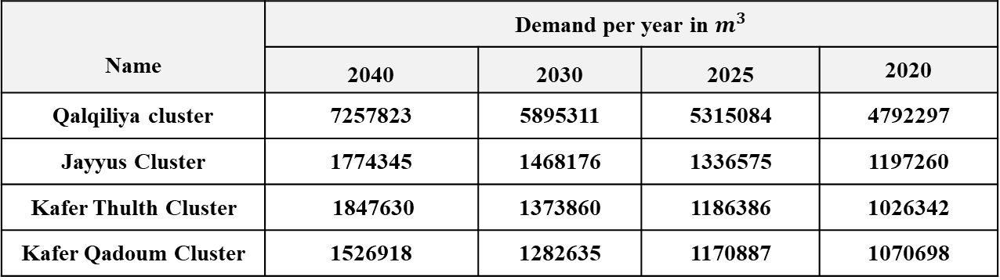 Demand per year in m³
Name
2040 2030 2025 2020
Qalqiliya cluster 7257823 5895311 5315084 4792297
Jayyus Cluster 1774345 1468176 1336575 1197260
Kafer Thulth Cluster 1847630 1373860 1186386 1026342
Kafer Qadoum Cluster 1526918 1282635 1170887 1070698